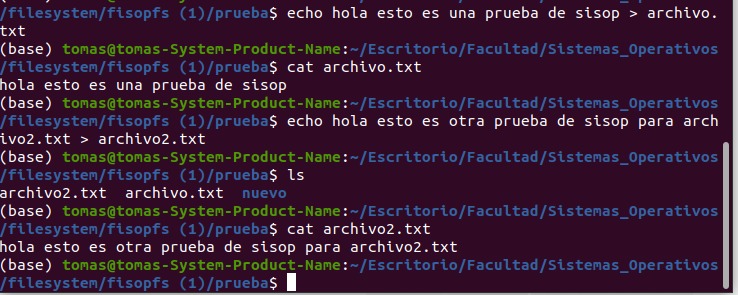 /filesystem/fisopfs (1)/prueba$ echo hola esto es una prueba de sisop > archivo.
txt
(base) tomas@tomas-System-Product-Name:~/Escritorio/Facultad/Sistemas_Operativos
/filesystem/fisopfs (1)/prueba$ cat archivo.txt
hola esto es una prueba de sisop
(base) tomas@tomas-System-Product-Name:~/Escritorio/Facultad/Sistemas_Operativos
/filesystem/fisopfs (1)/prueba$ echo hola esto es otra prueba de sisop para arch
ivo2.txt > archivo2.txt
(base) tomas@tomas-System-Product-Name:~/Escritorio/Facultad/Sistemas_Operativos
/filesystem/fisopfs (1)/prueba$ ls
archivo2.txt  archivo.txt  nuevo
(base) tomas@tomas-System-Product-Name:~/Escritorio/Facultad/Sistemas_Operativos
/filesystem/fisopfs (1)/prueba$ cat archivo2.txt
hola esto es otra prueba de sisop para archivo2.txt
(base) tomas@tomas-System-Product-Name:~/Escritorio/Facultad/Sistemas_Operativos
/filesystem/fisopfs (1)/prueba$